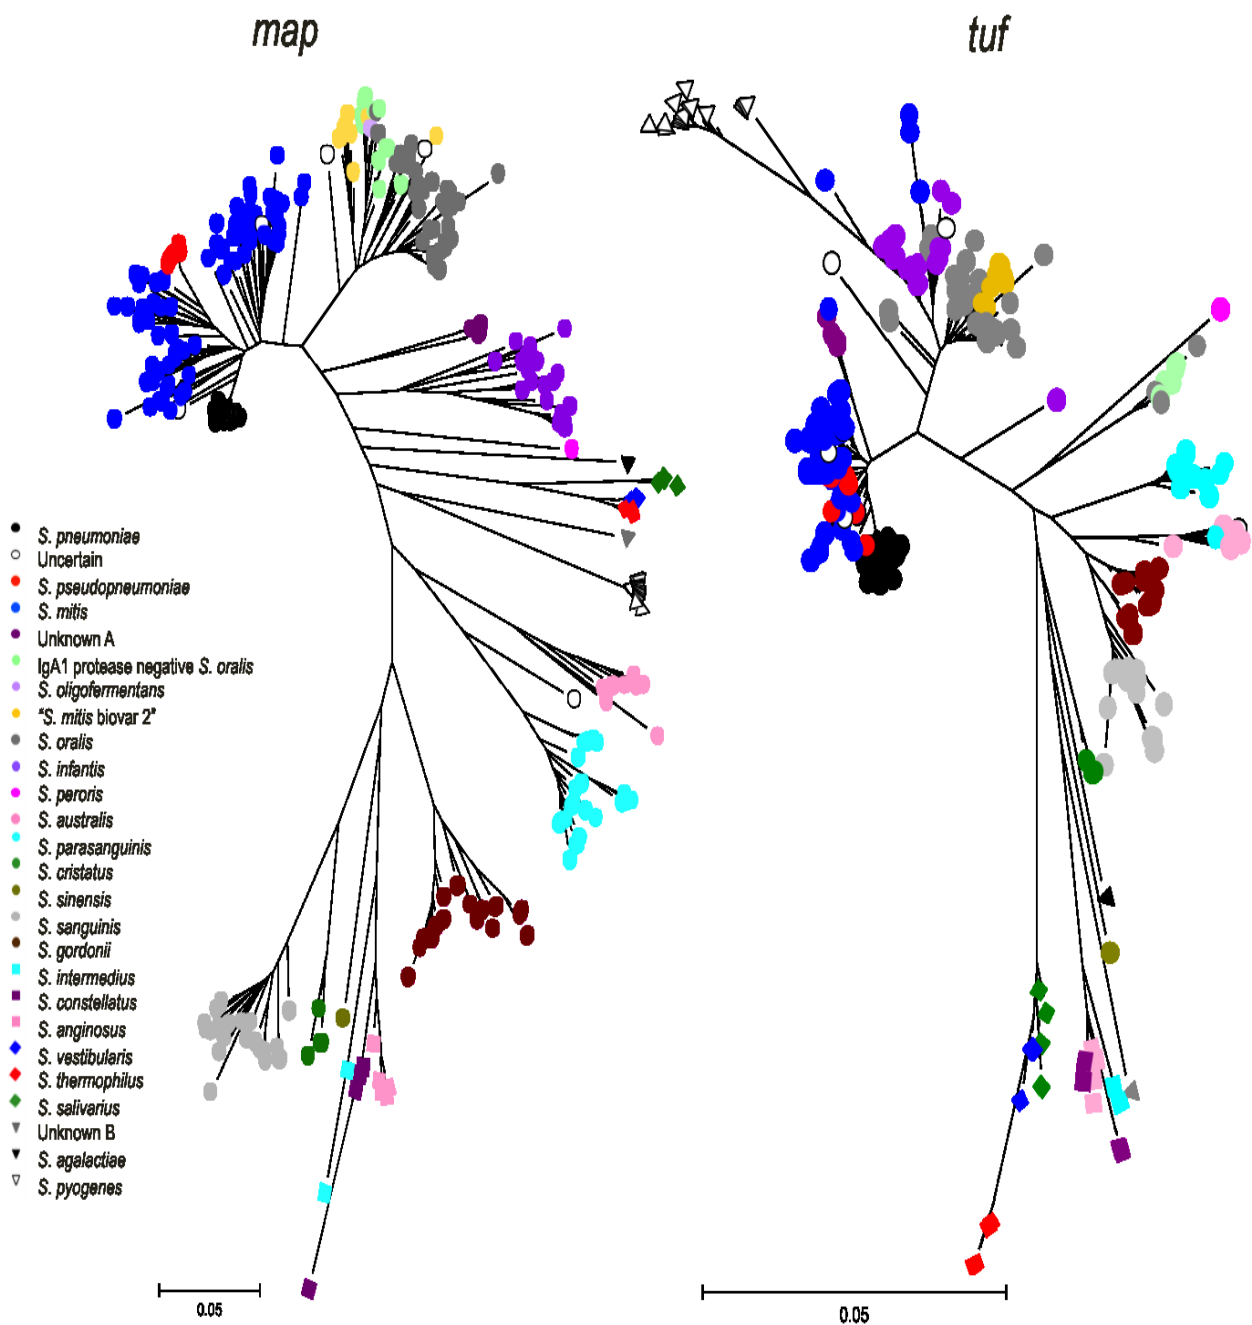 map
tuf
S. pneumoniae
Uncertain
S. pseudopneumoniae
S. mitis
Unknown A
IgA1 protease negative S. oralis
S. oligofermentans
“S. mitis biovar 2”
S. oralis
S. infantis
S. peroris
S. australis
S. parasanguinis
S. cristatus
S. sinensis
S. sanguinis
S. gordonii
S. intermedius
S. constellatus
S. anginosus
S. vestibularis
S. thermophilus
S. salivarius
Unknown B
S. agalactiae
S. pyogenes
0.05
0.05